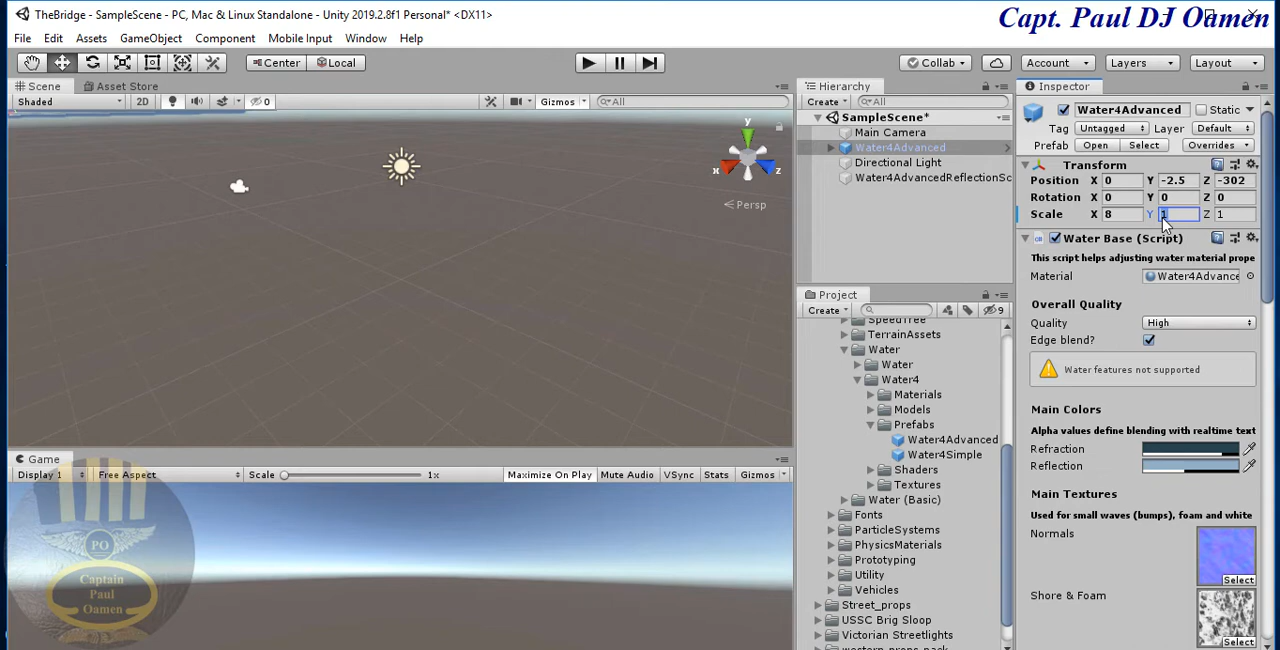 TheBridge - SampleScene - PC, Mac & Linux Standalone - Unity 2019.2.8f1 Personal* <DX11>
Capt. Paul DJ Oamen
File Edit Assets GameObject Component Mobile Input Window Help
Center Local Collab Account Layers Layout
Scene Asset Store
Shaded 2D 0 Gizmos All
y
x
z
Persp
Game
Display 1 Free Aspect Scale 1x Maximize On Play Mute Audio VSync Stats Gizmos
PO
Captain
Paul
Oamen
Hierarchy
Create All
SampleScene*
Main Camera
Water4Advanced
Directional Light
Water4AdvancedReflectionSc
Project
Create 9
SpeedTree
TerrainAssets
Water
Water
Water4
Materials
Models
Prefabs
Water4Advanced
Water4Simple
Shaders
Textures
Water (Basic)
Fonts
ParticleSystems
PhysicsMaterials
Prototyping
Utility
Vehicles
Street_props
USSC Brig Sloop
Victorian Streetlights
western props pack
Inspector
Water4Advanced Static
Tag Untagged Layer Default
Prefab Open Select Overrides
Transform
Position X 0 Y -2.5 Z -302
Rotation X 0 Y 0 Z 0
Scale X 8 Y 1 Z 1
Water Base (Script)
This script helps adjusting water material prope
Material Water4Advance
Overall Quality
Quality High
Edge blend?
Water features not supported
Main Colors
Alpha values define blending with realtime text
Refraction
Reflection
Main Textures
Used for small waves (bumps), foam and white
Normals
Select
Shore & Foam
Select